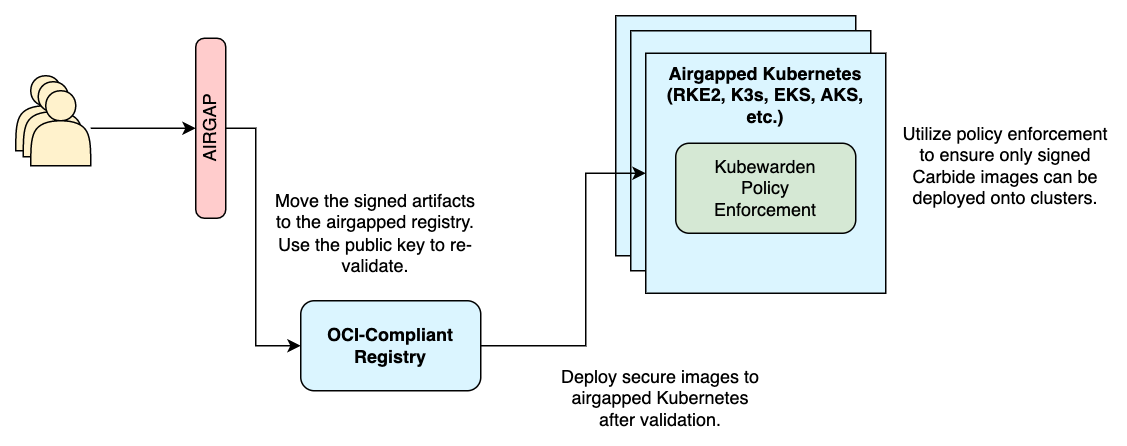 AIRGAP
Move the signed artifacts
to the airgapped registry.
Use the public key to re-
validate.
OCI-Compliant
Registry
Deploy secure images to
airgapped Kubernetes
after validation.
Airgapped Kubernetes
(RKE2, K3s, EKS, AKS,
etc.)
Kubewarden
Policy
Enforcement
Utilize policy enforcement
to ensure only signed
Carbide images can be
deployed onto clusters.